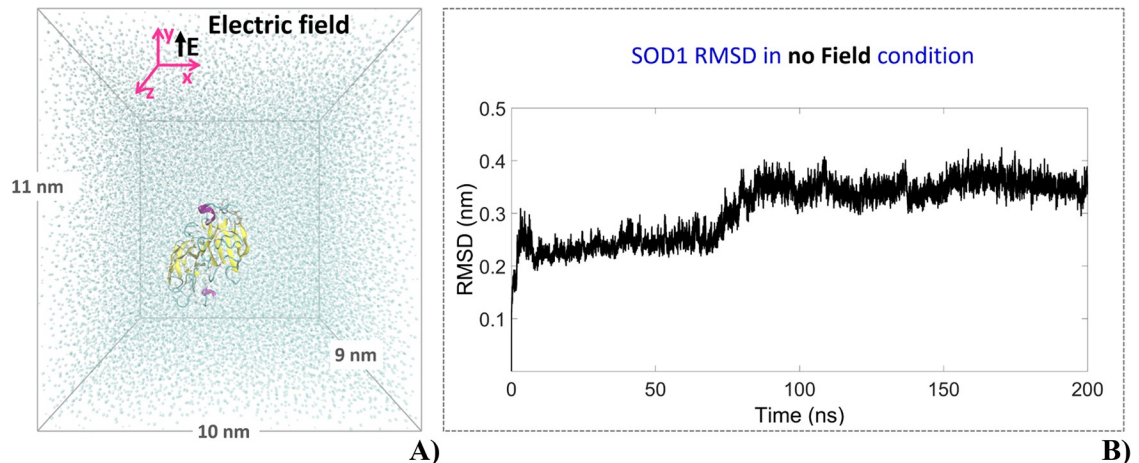 Electric field
y
E
x
z
11 nm
9 nm
10 nm
A)
SOD1 RMSD in no Field condition
0.5
0.4
0.3
0.2
0.1
RMSD (nm)
0 50 100 150 200
Time (ns)
B)